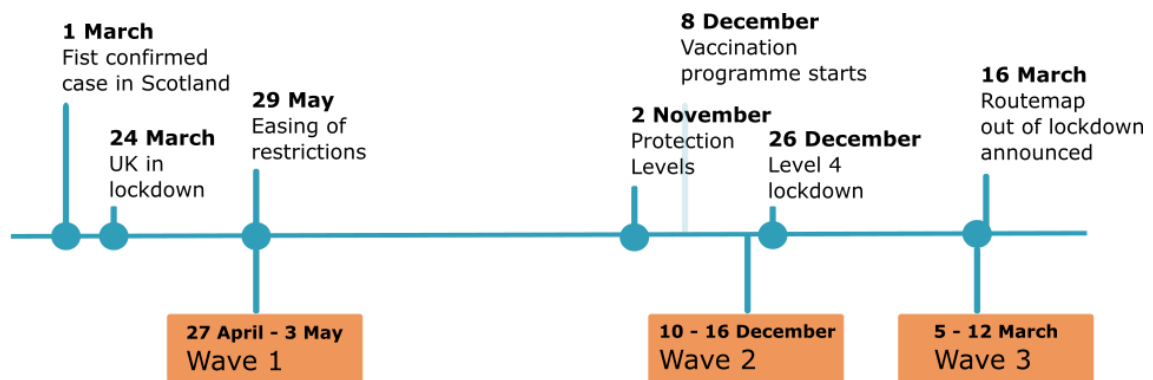 1 March
Fist confirmed
case in Scotland
24 March
UK in
lockdown
29 May
Easing of
restrictions
2 November
Protection
Levels
8 December
Vaccination
programme starts
26 December
Level 4
lockdown
16 March
Routemap
out of lockdown
announced
27 April - 3 May
Wave 1
10 - 16 December
Wave 2
5 - 12 March
Wave 3